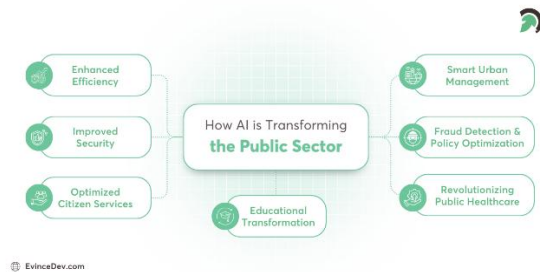 How AI is Transforming
the Public Sector
Enhanced
Efficiency
Improved
Security
Optimized
Citizen Services
Educational
Transformation
Smart Urban
Management
Fraud Detection &
Policy Optimization
Revolutionizing
Public Healthcare
EvinceDev.com